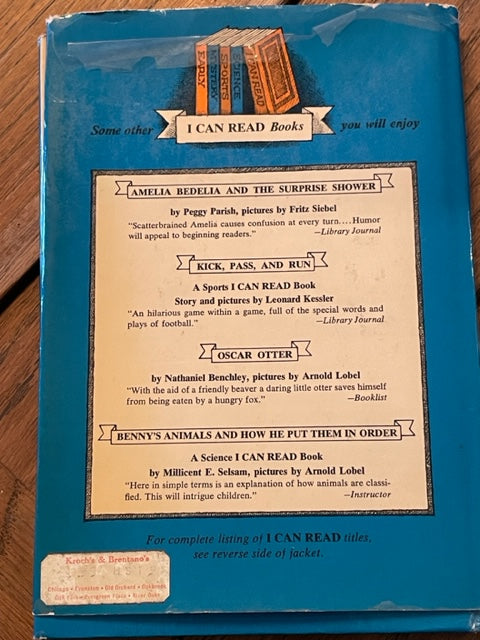 EARLY
MYSTERY
SPORTS
SCIENCE
I CAN READ
Some other I CAN READ Books you will enjoy
AMELIA BEDELIA AND THE SURPRISE SHOWER
by Peggy Parish, pictures by Fritz Siebel
"Scatterbrained Amelia causes confusion at every turn....Humor
will appeal to beginning readers." —Library Journal
KICK, PASS, AND RUN
A Sports I CAN READ Book
Story and pictures by Leonard Kessler
"An hilarious game within a game, full of the special words and
plays of football." —Library Journal
OSCAR OTTER
by Nathaniel Benchley, pictures by Arnold Lobel
"With the aid of a friendly beaver a daring little otter saves himself
from being eaten by a hungry fox." —Booklist
BENNY'S ANIMALS AND HOW HE PUT THEM IN ORDER
A Science I CAN READ Book
by Millicent E. Selsam, pictures by Arnold Lobel
"Here in simple terms is an explanation of how animals are classi-
fied. This will intrigue children." —Instructor
For complete listing of I CAN READ titles,
see reverse side of jacket.
Kroch's & Brentano's
Chicago • Evanston • Old Orchard • Oakbrook
Oak Park • Evergreen Plaza • River Oaks